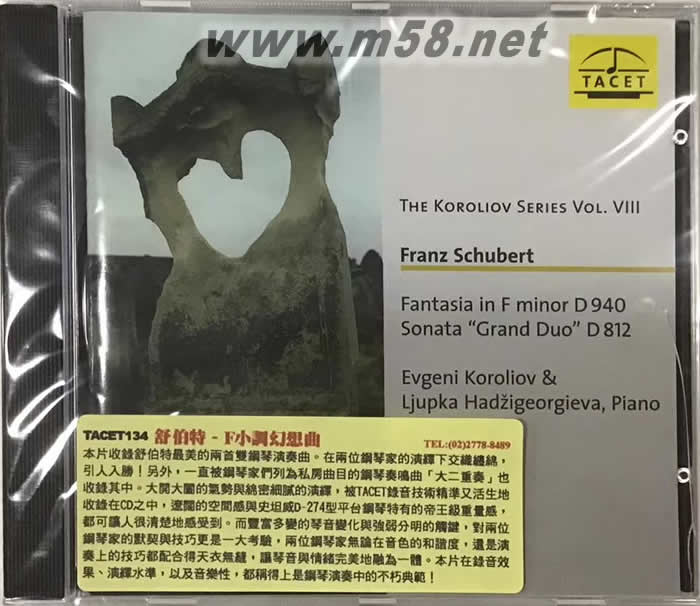 www.m58.net
TACET
THE KOROLIOV SERIES VOL. VIII
Franz Schubert
Fantasia in F minor D 940
Sonata “Grand Duo” D 812
Evgeni Koroliov &
Ljupka Hadžigeorgieva, Piano
TACET134 舒伯特 - F小調幻想曲 TEL:(02)2778-8489
本片收錄舒伯特最美的兩首雙鋼琴演奏曲。在兩位鋼琴家的演繹下交織纏綿,
引人入勝!另外,一直被鋼琴家們列為私房曲目的鋼琴奏鳴曲「大二重奏」也
收錄其中。大開大闔的氣勢與綿密細膩的演繹,被TACET錄音技術精準又活生地
收錄在CD之中,遼闊的空間感與史坦威D-274型平台鋼琴特有的帝王級重量感,
都可讓人很清楚地感受到。而豐富多變的琴音變化與強弱分明的觸鍵,對兩位
鋼琴家的默契與技巧更是一大考驗,兩位鋼琴家無論在音色的和諧度,還是演
奏上的技巧都配合得天衣無縫,讓琴音與情緒完美地融為一體。本片在錄音效
果、演繹水準,以及音樂性,都稱得上是鋼琴演奏中的不朽典範!